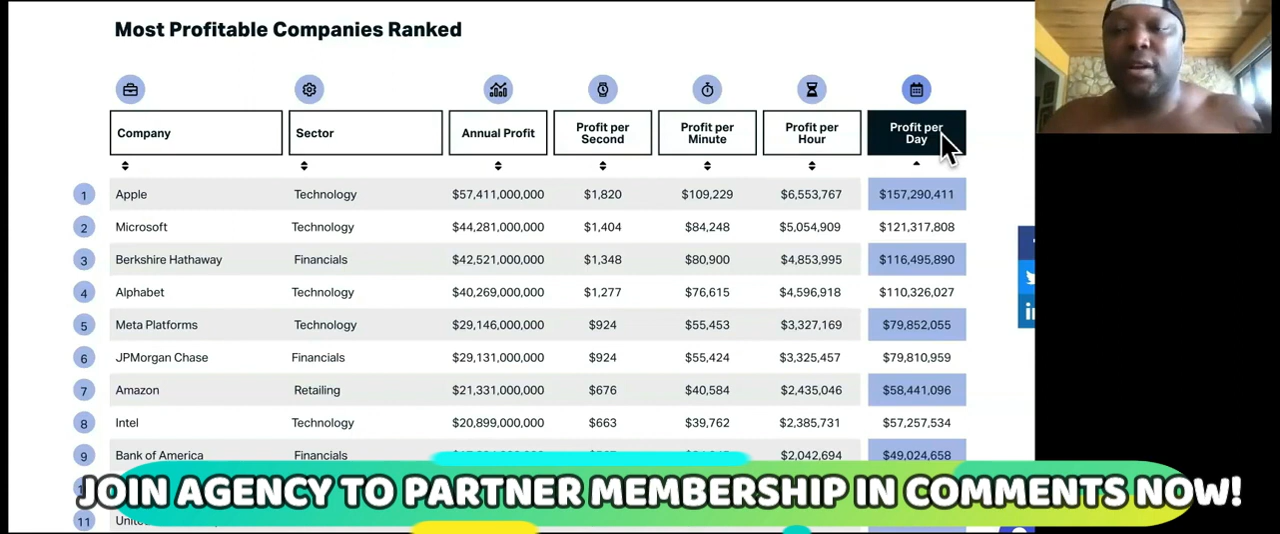 Most Profitable Companies Ranked
Company Sector Annual Profit Profit per Second Profit per Minute Profit per Hour Profit per Day
1 Apple Technology $57,411,000,000 $1,820 $109,229 $6,553,767 $157,290,411
2 Microsoft Technology $44,281,000,000 $1,404 $84,248 $5,054,909 $121,317,808
3 Berkshire Hathaway Financials $42,521,000,000 $1,348 $80,900 $4,853,995 $116,495,890
4 Alphabet Technology $40,269,000,000 $1,277 $76,615 $4,596,918 $110,326,027
5 Meta Platforms Technology $29,146,000,000 $924 $55,453 $3,327,169 $79,852,055
6 JPMorgan Chase Financials $29,131,000,000 $924 $55,424 $3,325,457 $79,810,959
7 Amazon Retailing $21,331,000,000 $676 $40,584 $2,435,046 $58,441,096
8 Intel Technology $20,899,000,000 $663 $39,762 $2,385,731 $57,257,534
9 Bank of America Financials $2,042,694 $49,024,658
JOIN AGENCY TO PARTNER MEMBERSHIP IN COMMENTS NOW!
11